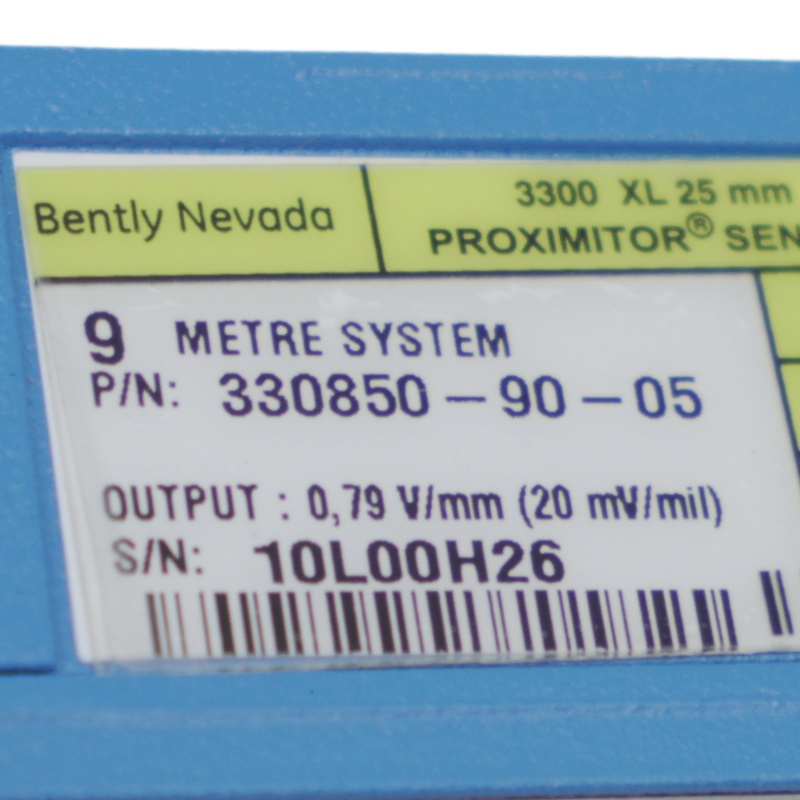 Bently Nevada
3300 XL 25 mm
PROXIMITOR® SEN
9 METRE SYSTEM
P/N: 330850-90-05
OUTPUT : 0,79 V/mm (20 mV/mil)
S/N: 10L00H26